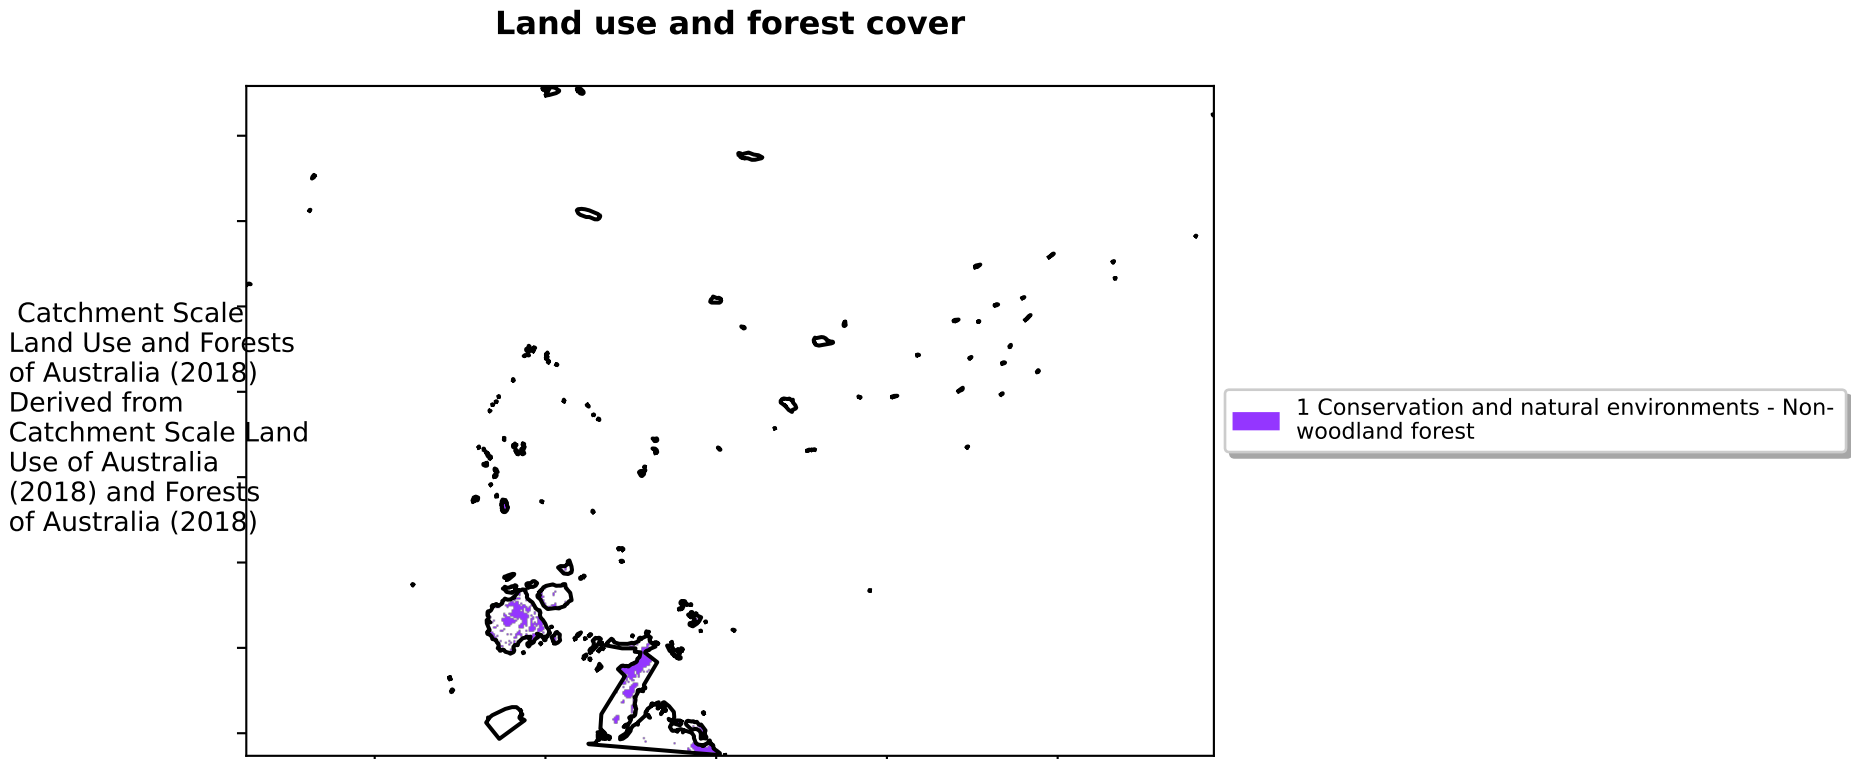 Land use and forest cover
Catchment Scale
Land Use and Forests
of Australia (2018)
Derived from
Catchment Scale Land
Use of Australia
(2018) and Forests
of Australia (2018)
1 Conservation and natural environments - Non-
woodland forest